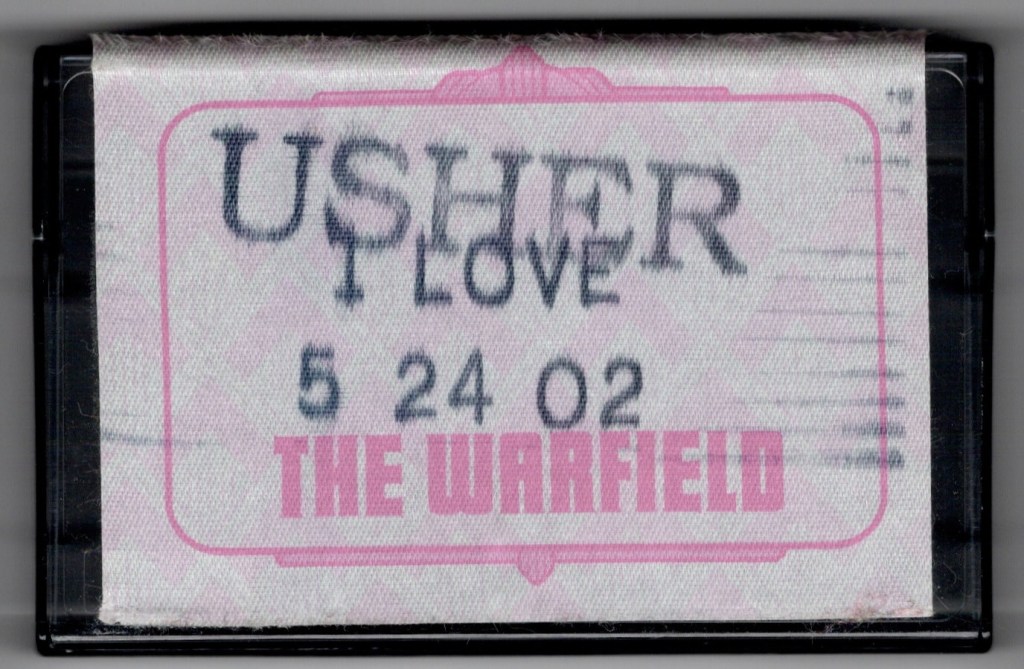 USHER
I LOVE
5 24 02
THE WARFIELD